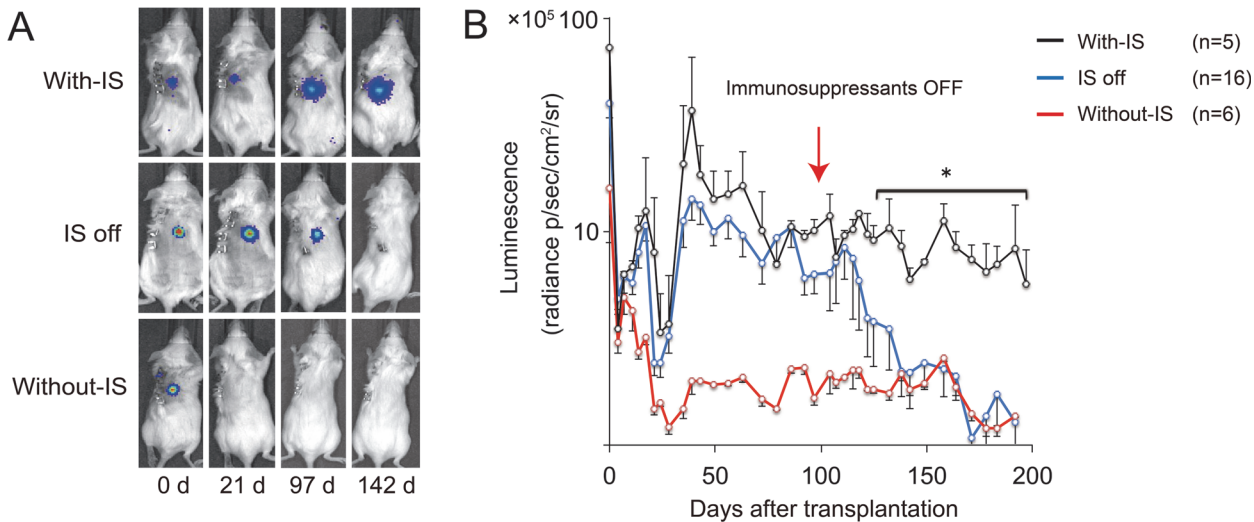 A
With-IS
IS off
Without-IS
0 d
21 d
97 d
142 d
B
×10⁵ 100
10
Luminescence
(radiance p/sec/cm²/sr)
Immunosuppressants OFF
*
With-IS (n=5)
IS off (n=16)
Without-IS (n=6)
0
50
100
150
200
Days after transplantation